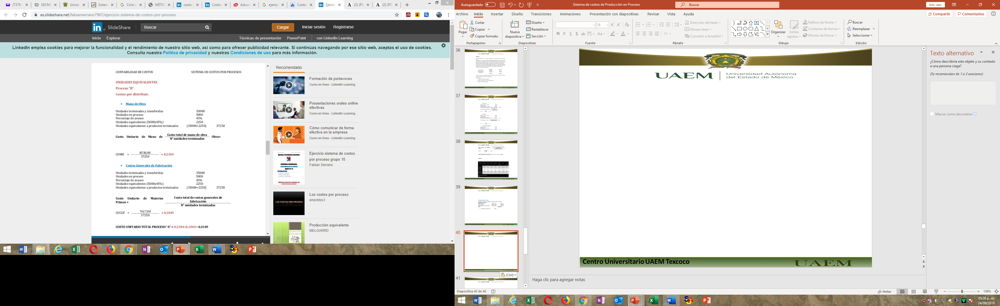 (7376
SECME
Univer
Sistem
Ciclo d
MÉTO
costo
Costos
Ask.co
ejempl
Costeo
Ejercic
(2) (PD
(2) (PD
es.slideshare.net/fabianserrano7967/ejercicio-sistema-de-costos-por-proceso
SlideShare
Buscar
Cargar
Iniciar sesión
Registrarse
Inicio
Explorar
Técnicas de presentación
PowerPoint
con LinkedIn Learning
LinkedIn emplea cookies para mejorar la funcionalidad y el rendimiento de nuestro sitio web, así como para ofrecer publicidad relevante. Si continúas navegando por ese sitio web, aceptas el uso de cookies.
Consulta nuestra Política de privacidad y nuestras Condiciones de uso para más información.
CONTABILIDAD DE COSTOS SISTEMA DE COSTOS POR PROCESOS
UNIDADES EQUIVALENTES
Proceso "B".
Costos por distribuir.
• Mano de Obra
Unidades terminadas y transferidas 35000
Unidades en proceso 5000
Porcentaje de avance 45%
Unidades equivalentes (5000x45%) 2250
Unidades equivalentes a productos terminados (35000+2250) 37250
Costo Unitario de Mano de Costo total de mano de obra Obra=
N° unidades terminadas
CUMO = 8538,00 = 0,2304
37250
• Costos Generales de Fabricación
Unidades terminadas y transferidas 35000
Unidades en proceso 5000
Porcentaje de avance 45%
Unidades equivalentes (5000x45%) 2250
Unidades equivalentes a productos terminados (35000+2250) 37250
Costo Unitario de Materias Costo total de costos generales de
Primas = fabricación
N° unidades terminadas
CUCGF = 7617,00 = 0,2045
37250
COSTO UNITARIO TOTAL PROCESO "A" = 0,2304+0,2045= 0,4349
Recomendado
Formación de portavoces
Curso en línea - LinkedIn Learning
Presentaciones orales online
efectivas
Curso en línea - LinkedIn Learning
Cómo comunicar de forma
efectiva en la empresa
Curso en línea - LinkedIn Learning
Ejercicio sistema de costos
por proceso grupo 10
Fabian Serrano
LOS COSTOS POR PROCESO
Los costos por proceso
enocbtos3
Producción equivalente
MELGARRD
Autoguardado
Sistema de costos de Producción en Proceso
Buscar
Inic. ses.
Archivo
Inicio
Insertar
Diseño
Transiciones
Animaciones
Presentación con diapositivas
Revisar
Vista
Ayuda
Compartir
Comentarios
Pegar
Cortar
Copiar
Copiar formato
Portapapeles
Nueva
diapositiva
Diseño
Restablecer
Sección
Diapositivas
18
N K S S ab AV Aa
Fuente
Párrafo
Dirección del texto
Alinear texto
Convertir a SmartArt
Organizar
Estilos
rápidos
Relleno de forma
Contorno de forma
Efectos de forma
Dibujo
Buscar
Reemplazar
Seleccionar
Edición
36
37
38
39
40
41
(Ctrl)
UAEM
Universidad Autónoma
del Estado de México
Centro Universitario UAEM Texcoco
UAEM
Haga clic para agregar notas
Texto alternativo
¿Cómo describiría este objeto y su contexto
a una persona ciega?
(Se recomiendan de 1 a 2 oraciones)
Marcar como decorativo
Diapositiva 40 de 46
Notas
108%
05:38 p. m.
24/09/2019